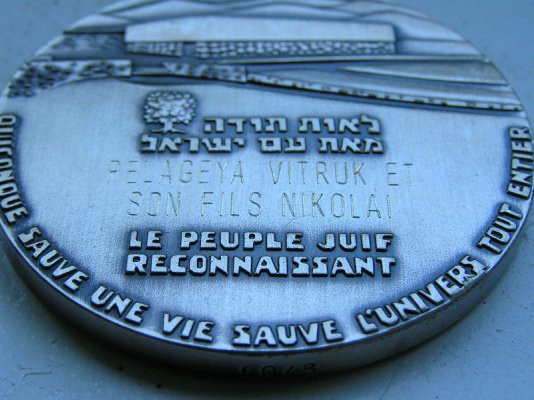 לאות תודה
מאת עם ישראל
PELAGEYA VITRUK ET
SON FILS NIKOLAI
LE PEUPLE JUIF
RECONNAISSANT
QUICONQUE SAUVE UNE VIE SAUVE L'UNIVERS TOUT ENTIER